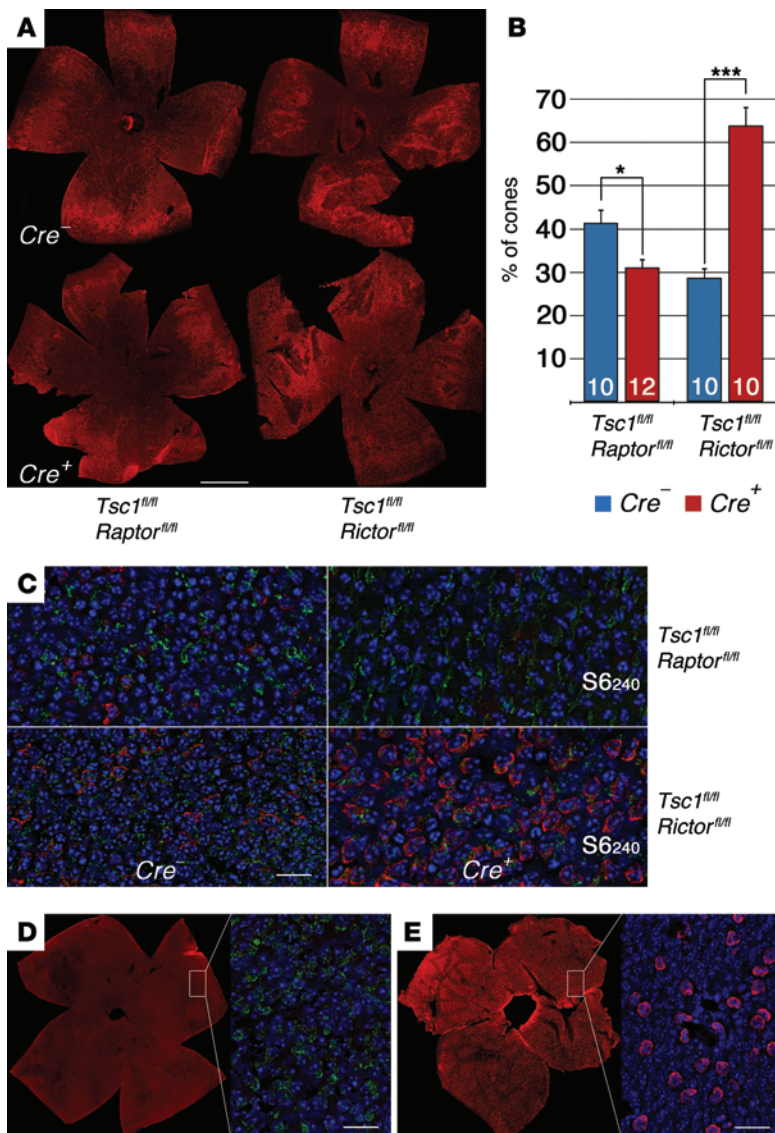 A
Cre⁻
Cre⁺
Tsc1fl/fl
Raptorfl/fl
Tsc1fl/fl
Rictorfl/fl
B
% of cones
70
60
50
40
30
20
10
*
***
10
12
10
10
Tsc1fl/fl
Raptorfl/fl
Tsc1fl/fl
Rictorfl/fl
Cre⁻ Cre⁺
C
S6240
Tsc1fl/fl
Raptorfl/fl
Cre⁻
Cre⁺
S6240
Tsc1fl/fl
Rictorfl/fl
D
E